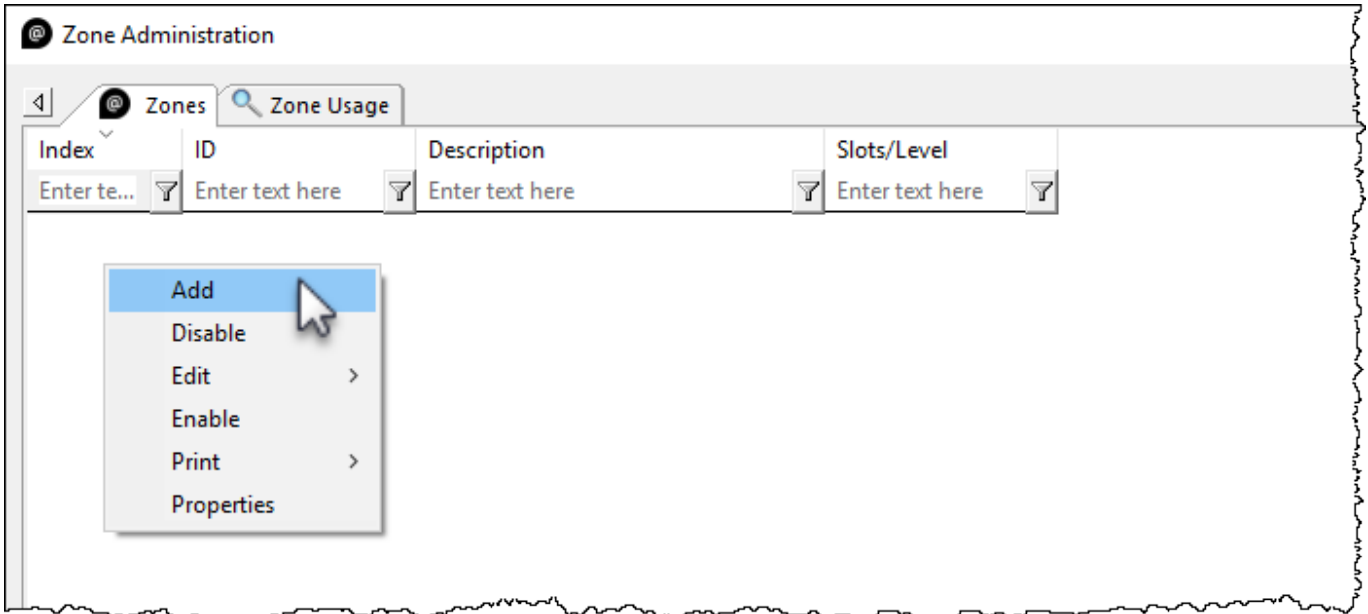 Zone Administration
Zones Zone Usage
Index ID Description Slots/Level
Enter te... Enter text here Enter text here Enter text here
Add
Disable
Edit >
Enable
Print >
Properties